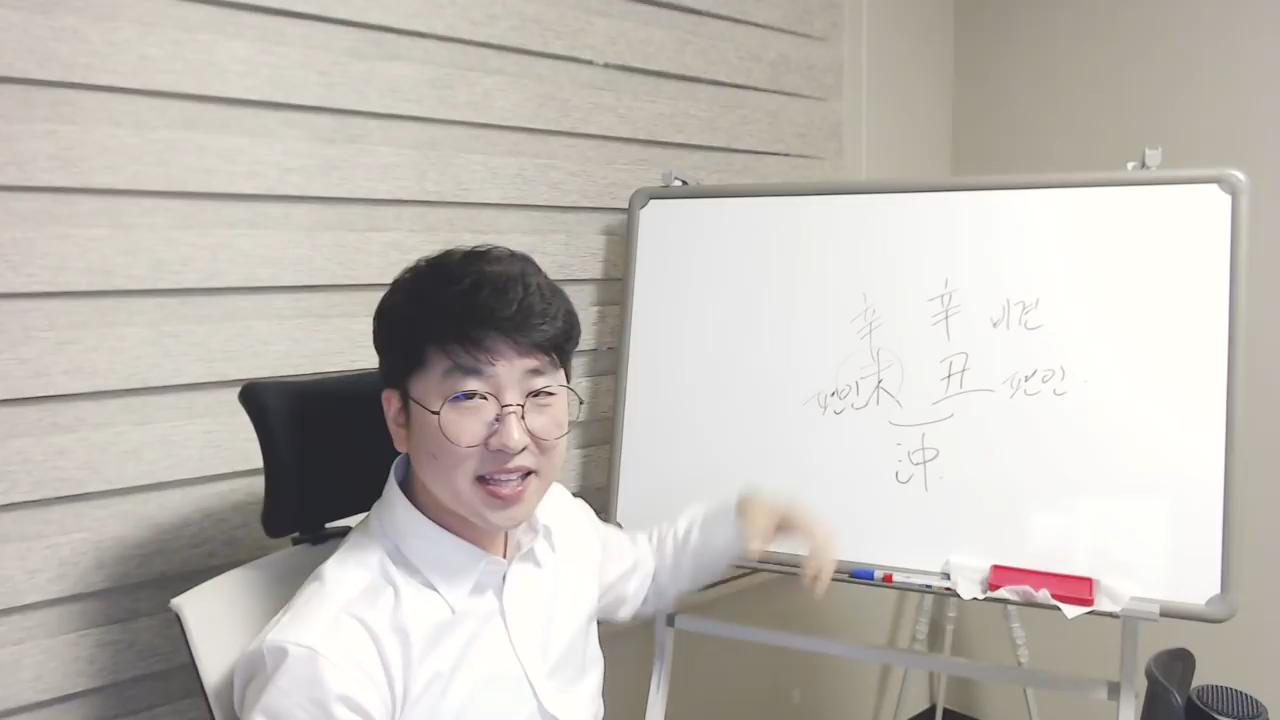 辛 辛 비견
편인 未 丑 편인
沖